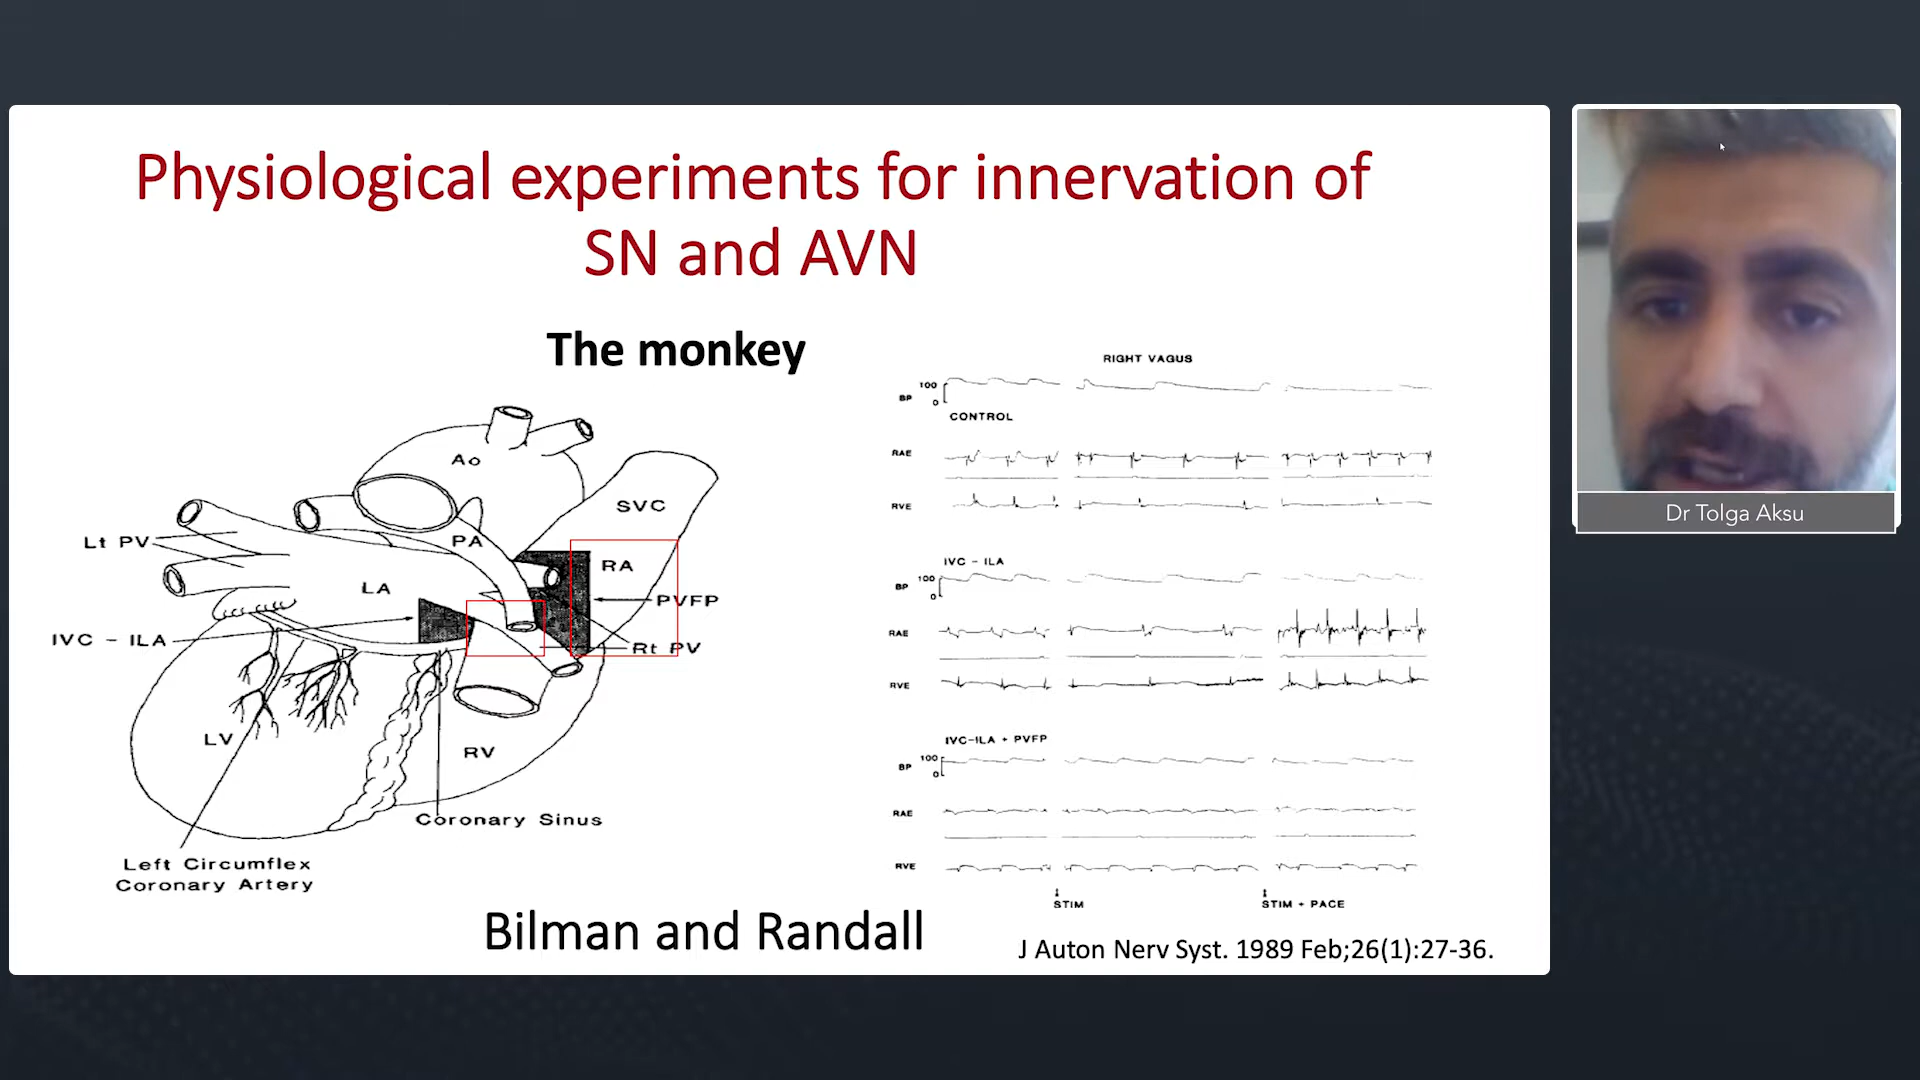 Physiological experiments for innervation of
SN and AVN
The monkey
Ao
SVC
Lt PV
PA
RA
LA
PVFP
IVC - ILA
Rt PV
LV
RV
Coronary Sinus
Left Circumflex
Coronary Artery
RIGHT VAGUS
100
BP
0
CONTROL
RAE
RVE
IVC - ILA
100
BP
0
RAE
RVE
IVC-ILA + PVFP
100
BP
0
RAE
RVE
STIM
STIM + PACE
Bilman and Randall
J Auton Nerv Syst. 1989 Feb;26(1):27-36.
Dr Tolga Aksu